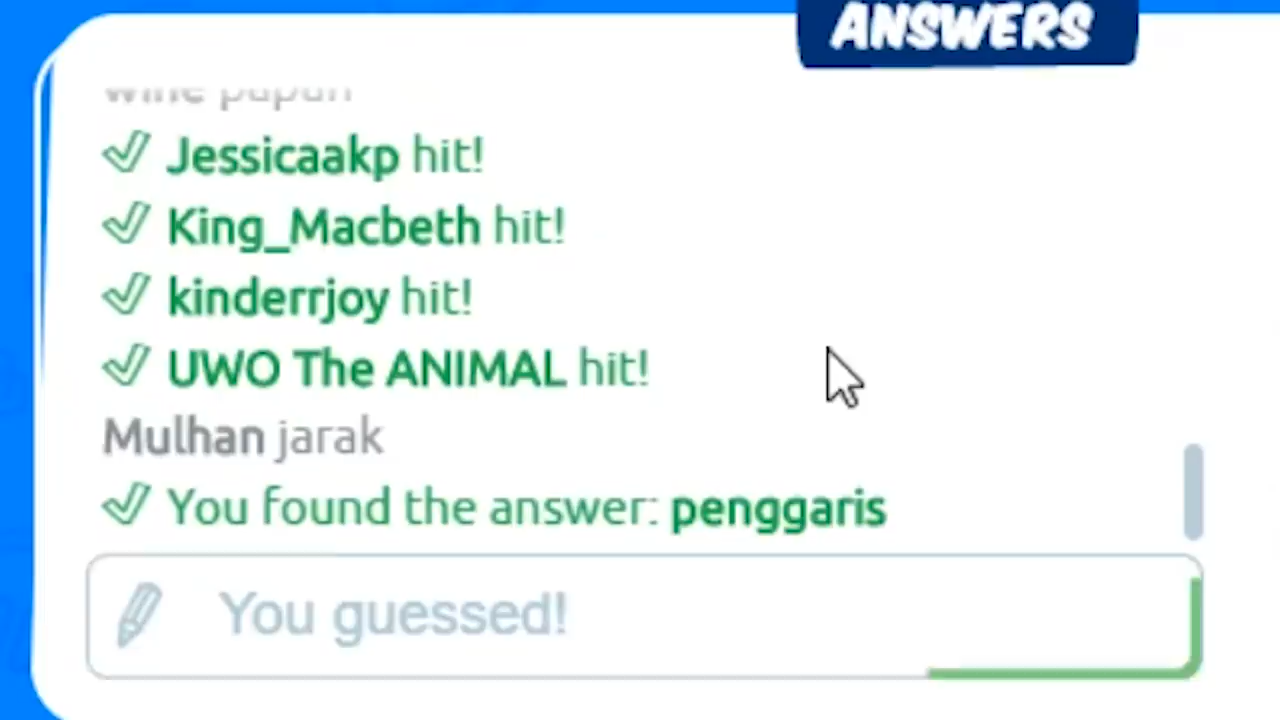 ANSWERS
Jessicaakp hit!
King_Macbeth hit!
kinderrjoy hit!
UWO The ANIMAL hit!
Mulhan jarak
You found the answer: penggaris
You guessed!